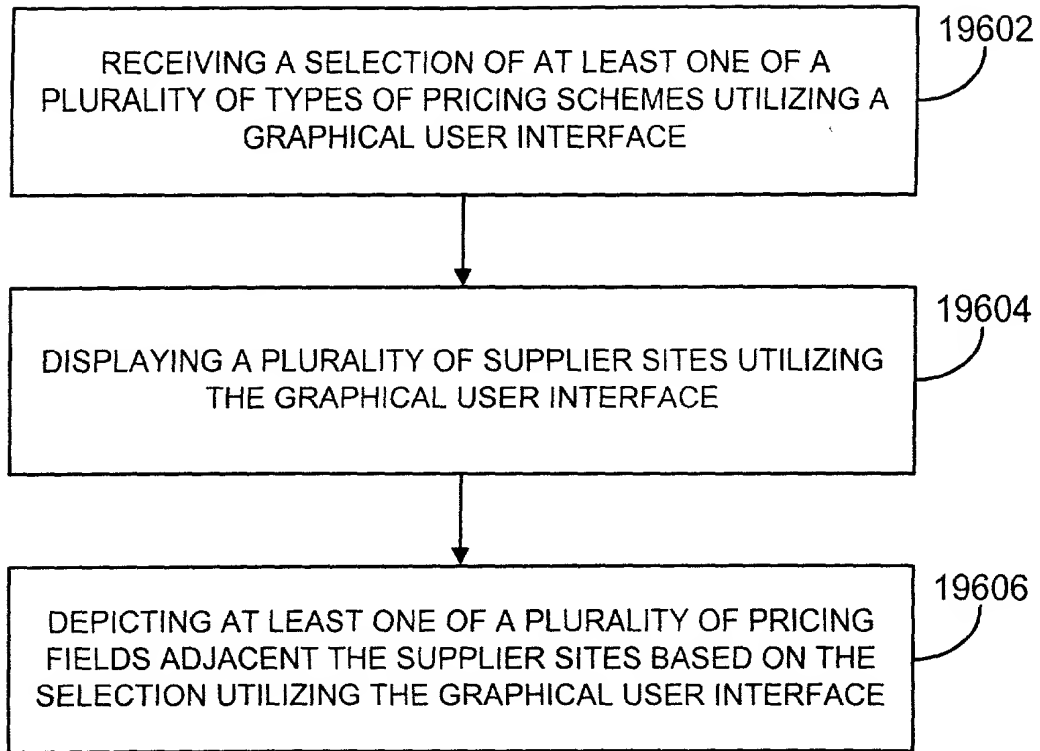 19602
RECEIVING A SELECTION OF AT LEAST ONE OF A
PLURALITY OF TYPES OF PRICING SCHEMES UTILIZING A
GRAPHICAL USER INTERFACE
19604
DISPLAYING A PLURALITY OF SUPPLIER SITES UTILIZING
THE GRAPHICAL USER INTERFACE
19606
DEPICTING AT LEAST ONE OF A PLURALITY OF PRICING
FIELDS ADJACENT THE SUPPLIER SITES BASED ON THE
SELECTION UTILIZING THE GRAPHICAL USER INTERFACE